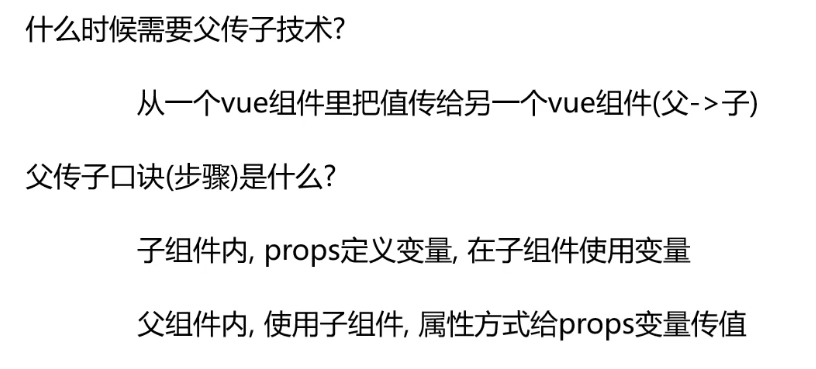 什么时候需要父传子技术?
从一个vue组件里把值传给另一个vue组件(父->子)
父传子口诀(步骤)是什么?
子组件内, props定义变量, 在子组件使用变量
父组件内, 使用子组件, 属性方式给props变量传值